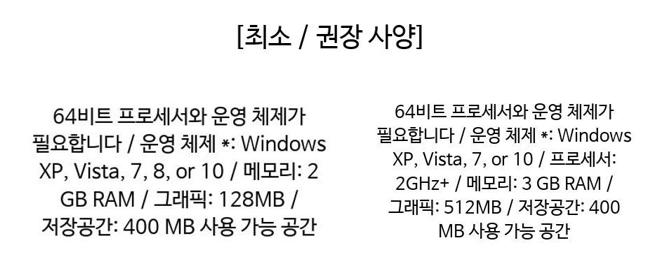 [최소 / 권장 사양]
64비트 프로세서와 운영 체제가
필요합니다 / 운영 체제 *: Windows
XP, Vista, 7, 8, or 10 / 메모리: 2
GB RAM / 그래픽: 128MB /
저장공간: 400 MB 사용 가능 공간
64비트 프로세서와 운영 체제가
필요합니다 / 운영 체제 *: Windows
XP, Vista, 7, or 10 / 프로세서:
2GHz+ / 메모리: 3 GB RAM /
그래픽: 512MB / 저장공간: 400
MB 사용 가능 공간